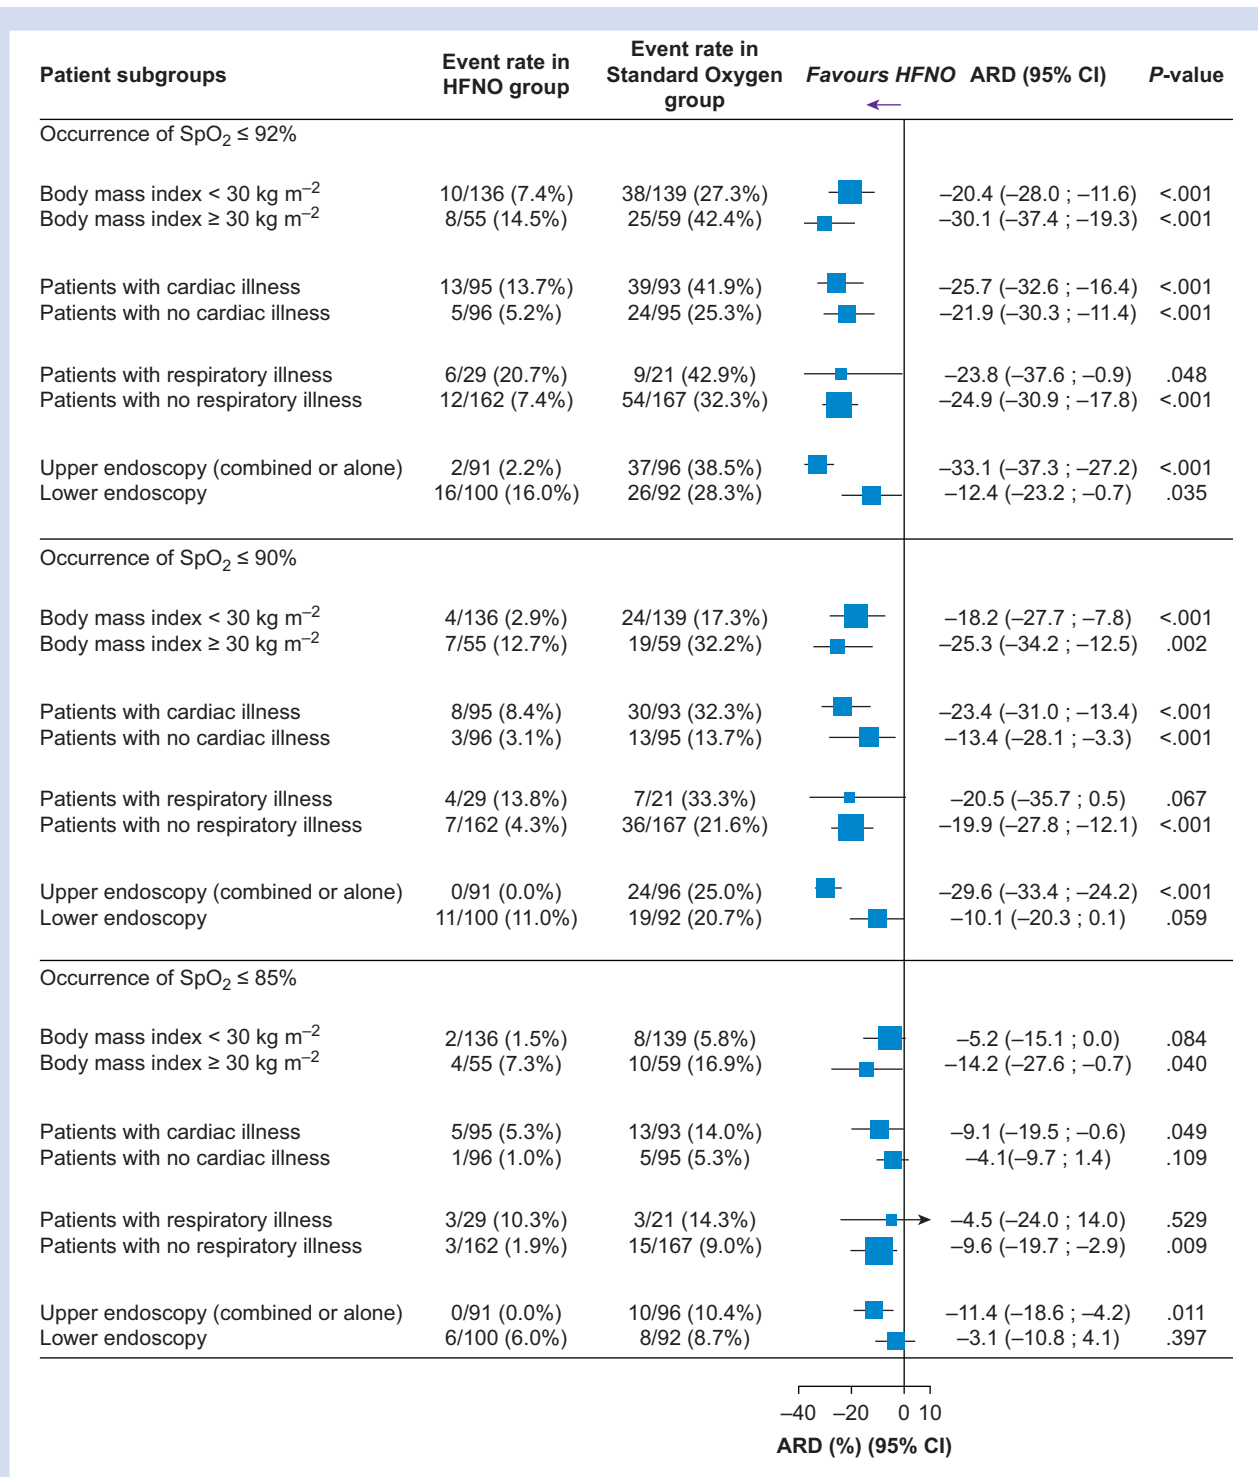 Patient subgroups Event rate in HFNO group Event rate in Standard Oxygen group Favours HFNO ARD (95% CI) P-value
Occurrence of SpO2 ≤ 92%
Body mass index < 30 kg m–2 10/136 (7.4%) 38/139 (27.3%) –20.4 (–28.0 ; –11.6) <.001
Body mass index ≥ 30 kg m–2 8/55 (14.5%) 25/59 (42.4%) –30.1 (–37.4 ; –19.3) <.001
Patients with cardiac illness 13/95 (13.7%) 39/93 (41.9%) –25.7 (–32.6 ; –16.4) <.001
Patients with no cardiac illness 5/96 (5.2%) 24/95 (25.3%) –21.9 (–30.3 ; –11.4) <.001
Patients with respiratory illness 6/29 (20.7%) 9/21 (42.9%) –23.8 (–37.6 ; –0.9) .048
Patients with no respiratory illness 12/162 (7.4%) 54/167 (32.3%) –24.9 (–30.9 ; –17.8) <.001
Upper endoscopy (combined or alone) 2/91 (2.2%) 37/96 (38.5%) –33.1 (–37.3 ; –27.2) <.001
Lower endoscopy 16/100 (16.0%) 26/92 (28.3%) –12.4 (–23.2 ; –0.7) .035
Occurrence of SpO2 ≤ 90%
Body mass index < 30 kg m–2 4/136 (2.9%) 24/139 (17.3%) –18.2 (–27.7 ; –7.8) <.001
Body mass index ≥ 30 kg m–2 7/55 (12.7%) 19/59 (32.2%) –25.3 (–34.2 ; –12.5) .002
Patients with cardiac illness 8/95 (8.4%) 30/93 (32.3%) –23.4 (–31.0 ; –13.4) <.001
Patients with no cardiac illness 3/96 (3.1%) 13/95 (13.7%) –13.4 (–28.1 ; –3.3) <.001
Patients with respiratory illness 4/29 (13.8%) 7/21 (33.3%) –20.5 (–35.7 ; 0.5) .067
Patients with no respiratory illness 7/162 (4.3%) 36/167 (21.6%) –19.9 (–27.8 ; –12.1) <.001
Upper endoscopy (combined or alone) 0/91 (0.0%) 24/96 (25.0%) –29.6 (–33.4 ; –24.2) <.001
Lower endoscopy 11/100 (11.0%) 19/92 (20.7%) –10.1 (–20.3 ; 0.1) .059
Occurrence of SpO2 ≤ 85%
Body mass index < 30 kg m–2 2/136 (1.5%) 8/139 (5.8%) –5.2 (–15.1 ; 0.0) .084
Body mass index ≥ 30 kg m–2 4/55 (7.3%) 10/59 (16.9%) –14.2 (–27.6 ; –0.7) .040
Patients with cardiac illness 5/95 (5.3%) 13/93 (14.0%) –9.1 (–19.5 ; –0.6) .049
Patients with no cardiac illness 1/96 (1.0%) 5/95 (5.3%) –4.1(–9.7 ; 1.4) .109
Patients with respiratory illness 3/29 (10.3%) 3/21 (14.3%) –4.5 (–24.0 ; 14.0) .529
Patients with no respiratory illness 3/162 (1.9%) 15/167 (9.0%) –9.6 (–19.7 ; –2.9) .009
Upper endoscopy (combined or alone) 0/91 (0.0%) 10/96 (10.4%) –11.4 (–18.6 ; –4.2) .011
Lower endoscopy 6/100 (6.0%) 8/92 (8.7%) –3.1 (–10.8 ; 4.1) .397
–40 –20 0 10
ARD (%) (95% CI)